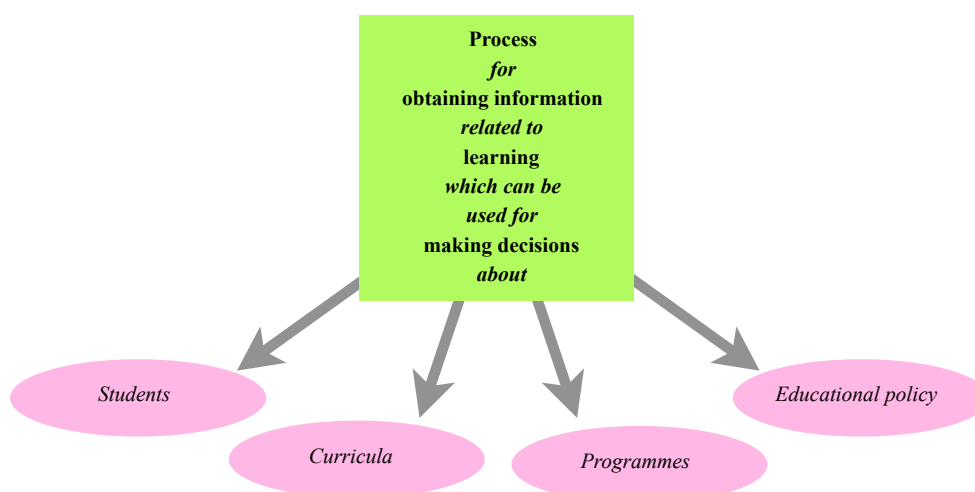 Process
for
obtaining information
related to
learning
which can be
used for
making decisions
about
Students
Curricula
Programmes
Educational policy